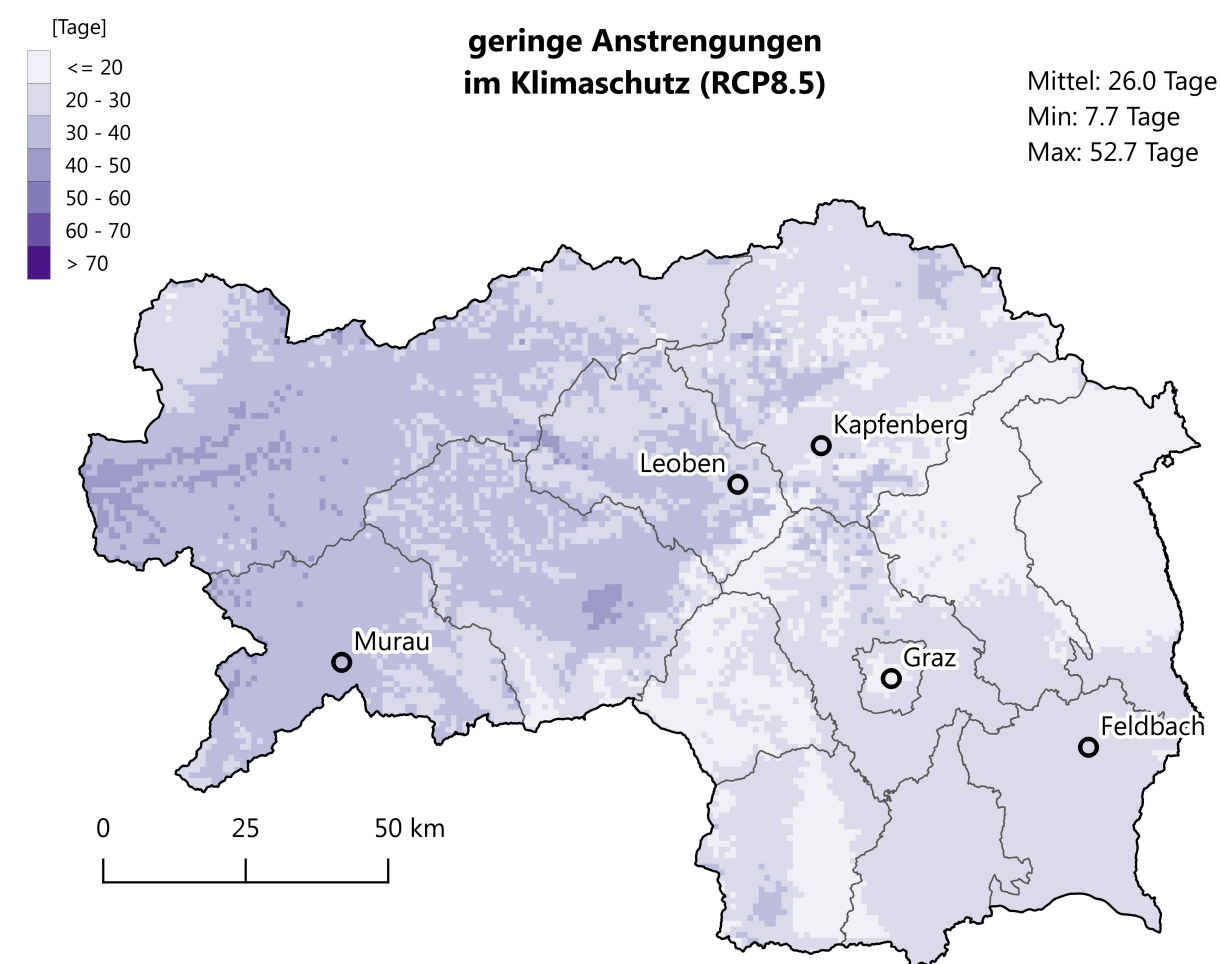 [Tage]
<= 20
20 - 30
30 - 40
40 - 50
50 - 60
60 - 70
> 70
geringe Anstrengungen
im Klimaschutz (RCP8.5)
Mittel: 26.0 Tage
Min: 7.7 Tage
Max: 52.7 Tage
Kapfenberg
Leoben
Murau
Graz
Feldbach
0 25 50 km